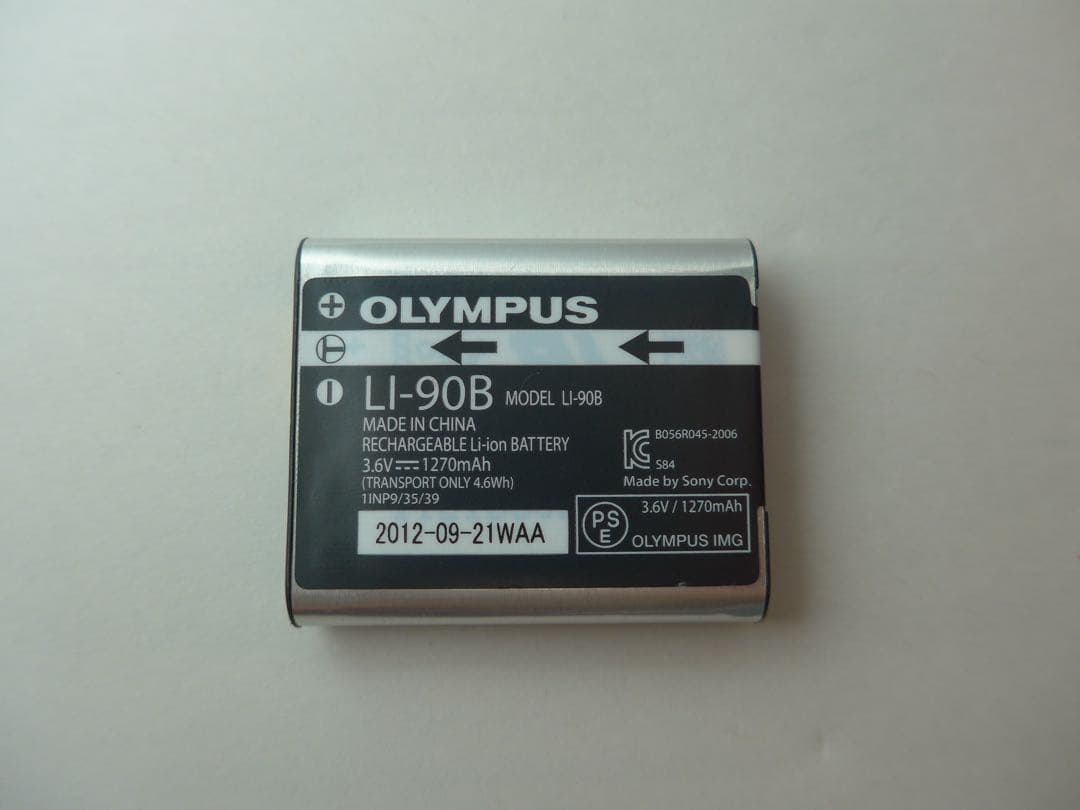 OLYMPUS
LI-90B MODEL LI-90B
MADE IN CHINA
RECHARGEABLE Li-ion BATTERY
3.6V⎓1270mAh
(TRANSPORT ONLY 4.6Wh)
1INP9/35/39
2012-09-21WAA
B056R045-2006
S84
Made by Sony Corp.
PS
E
3.6V / 1270mAh
OLYMPUS IMG